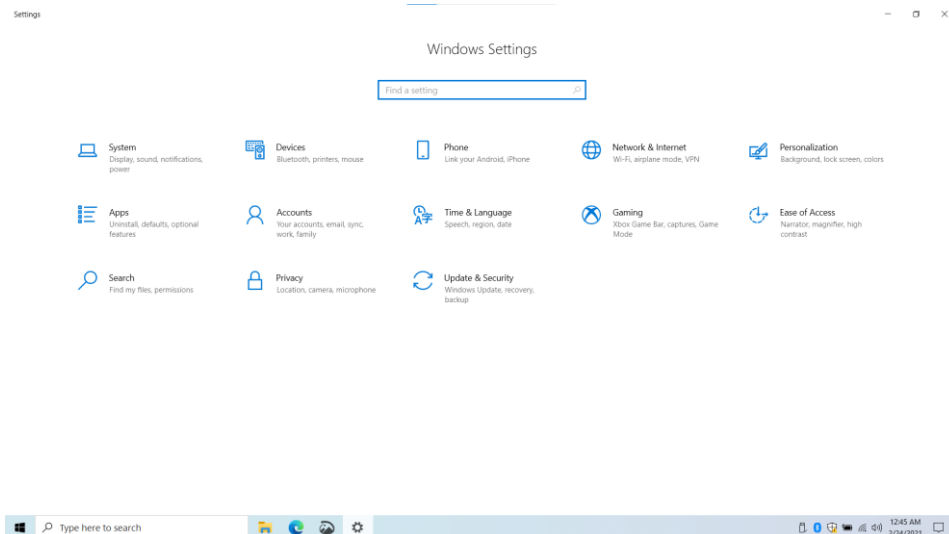 Settings
Windows Settings
Find a setting
System
Display, sound, notifications,
power
Devices
Bluetooth, printers, mouse
Phone
Link your Android, iPhone
Network & Internet
Wi-Fi, airplane mode, VPN
Personalization
Background, lock screen, colors
Apps
Uninstall, defaults, optional
features
Accounts
Your accounts, email, sync,
work, family
Time & Language
Speech, region, date
Gaming
Xbox Game Bar, captures, Game
Mode
Ease of Access
Narrator, magnifier, high
contrast
Search
Find my files, permissions
Privacy
Location, camera, microphone
Update & Security
Windows Update, recovery,
backup
Type here to search
12:45 AM
2/24/2021